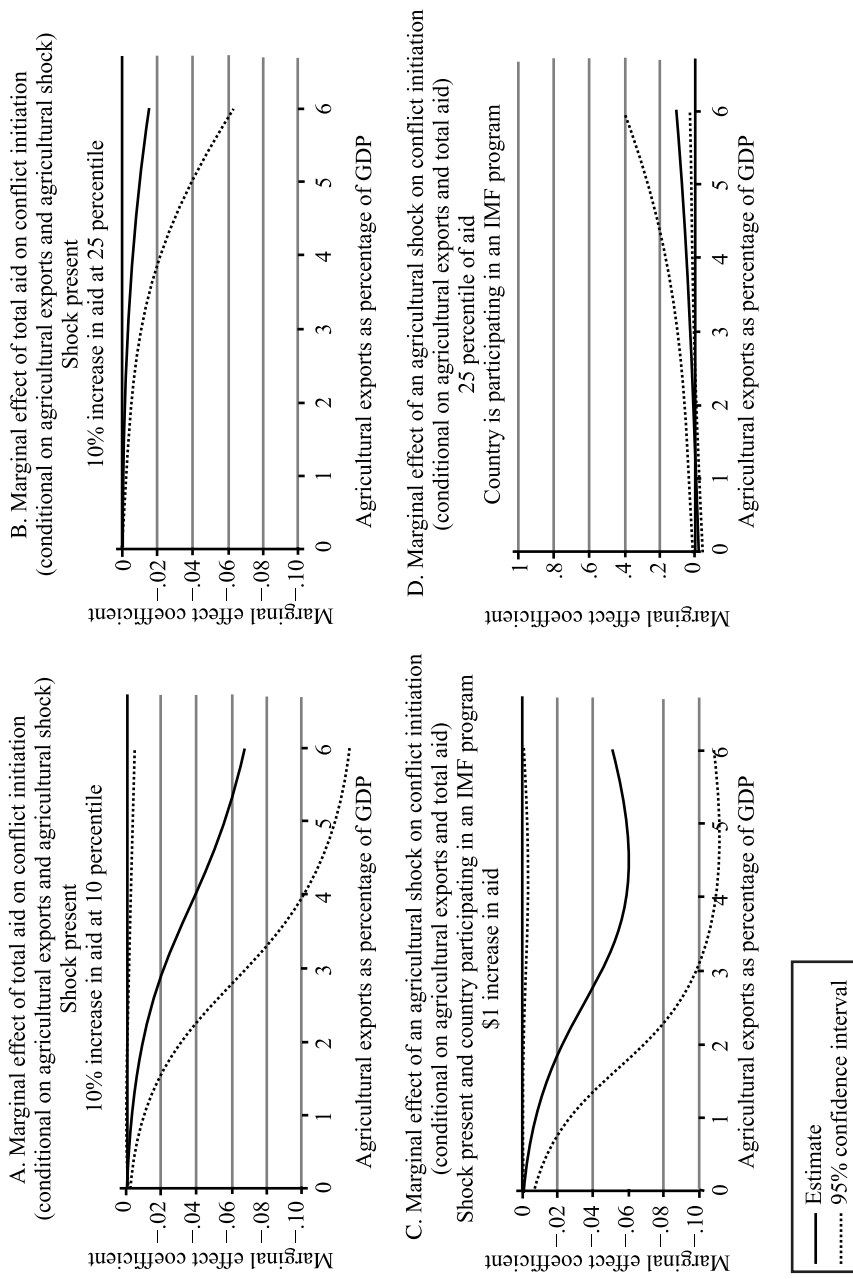 A. Marginal effect of total aid on conflict initiation
(conditional on agricultural exports and agricultural shock)
Shock present
10% increase in aid at 10 percentile
Marginal effect coefficient
0
–.02
–.04
–.06
–.08
–.10
0 1 2 3 4 5 6
Agricultural exports as percentage of GDP
B. Marginal effect of total aid on conflict initiation
(conditional on agricultural exports and agricultural shock)
Shock present
10% increase in aid at 25 percentile
Marginal effect coefficient
0
–.02
–.04
–.06
–.08
–.10
0 1 2 3 4 5 6
Agricultural exports as percentage of GDP
C. Marginal effect of an agricultural shock on conflict initiation
(conditional on agricultural exports and total aid)
Shock present and country participating in an IMF program
$1 increase in aid
Marginal effect coefficient
0
–.02
–.04
–.06
–.08
–.10
0 1 2 3 4 5 6
Agricultural exports as percentage of GDP
D. Marginal effect of an agricultural shock on conflict initiation
(conditional on agricultural exports and total aid)
25 percentile of aid
Country is participating in an IMF program
Marginal effect coefficient
1
.8
.6
.4
.2
0
0 1 2 3 4 5 6
Agricultural exports as percentage of GDP
Estimate
95% confidence interval